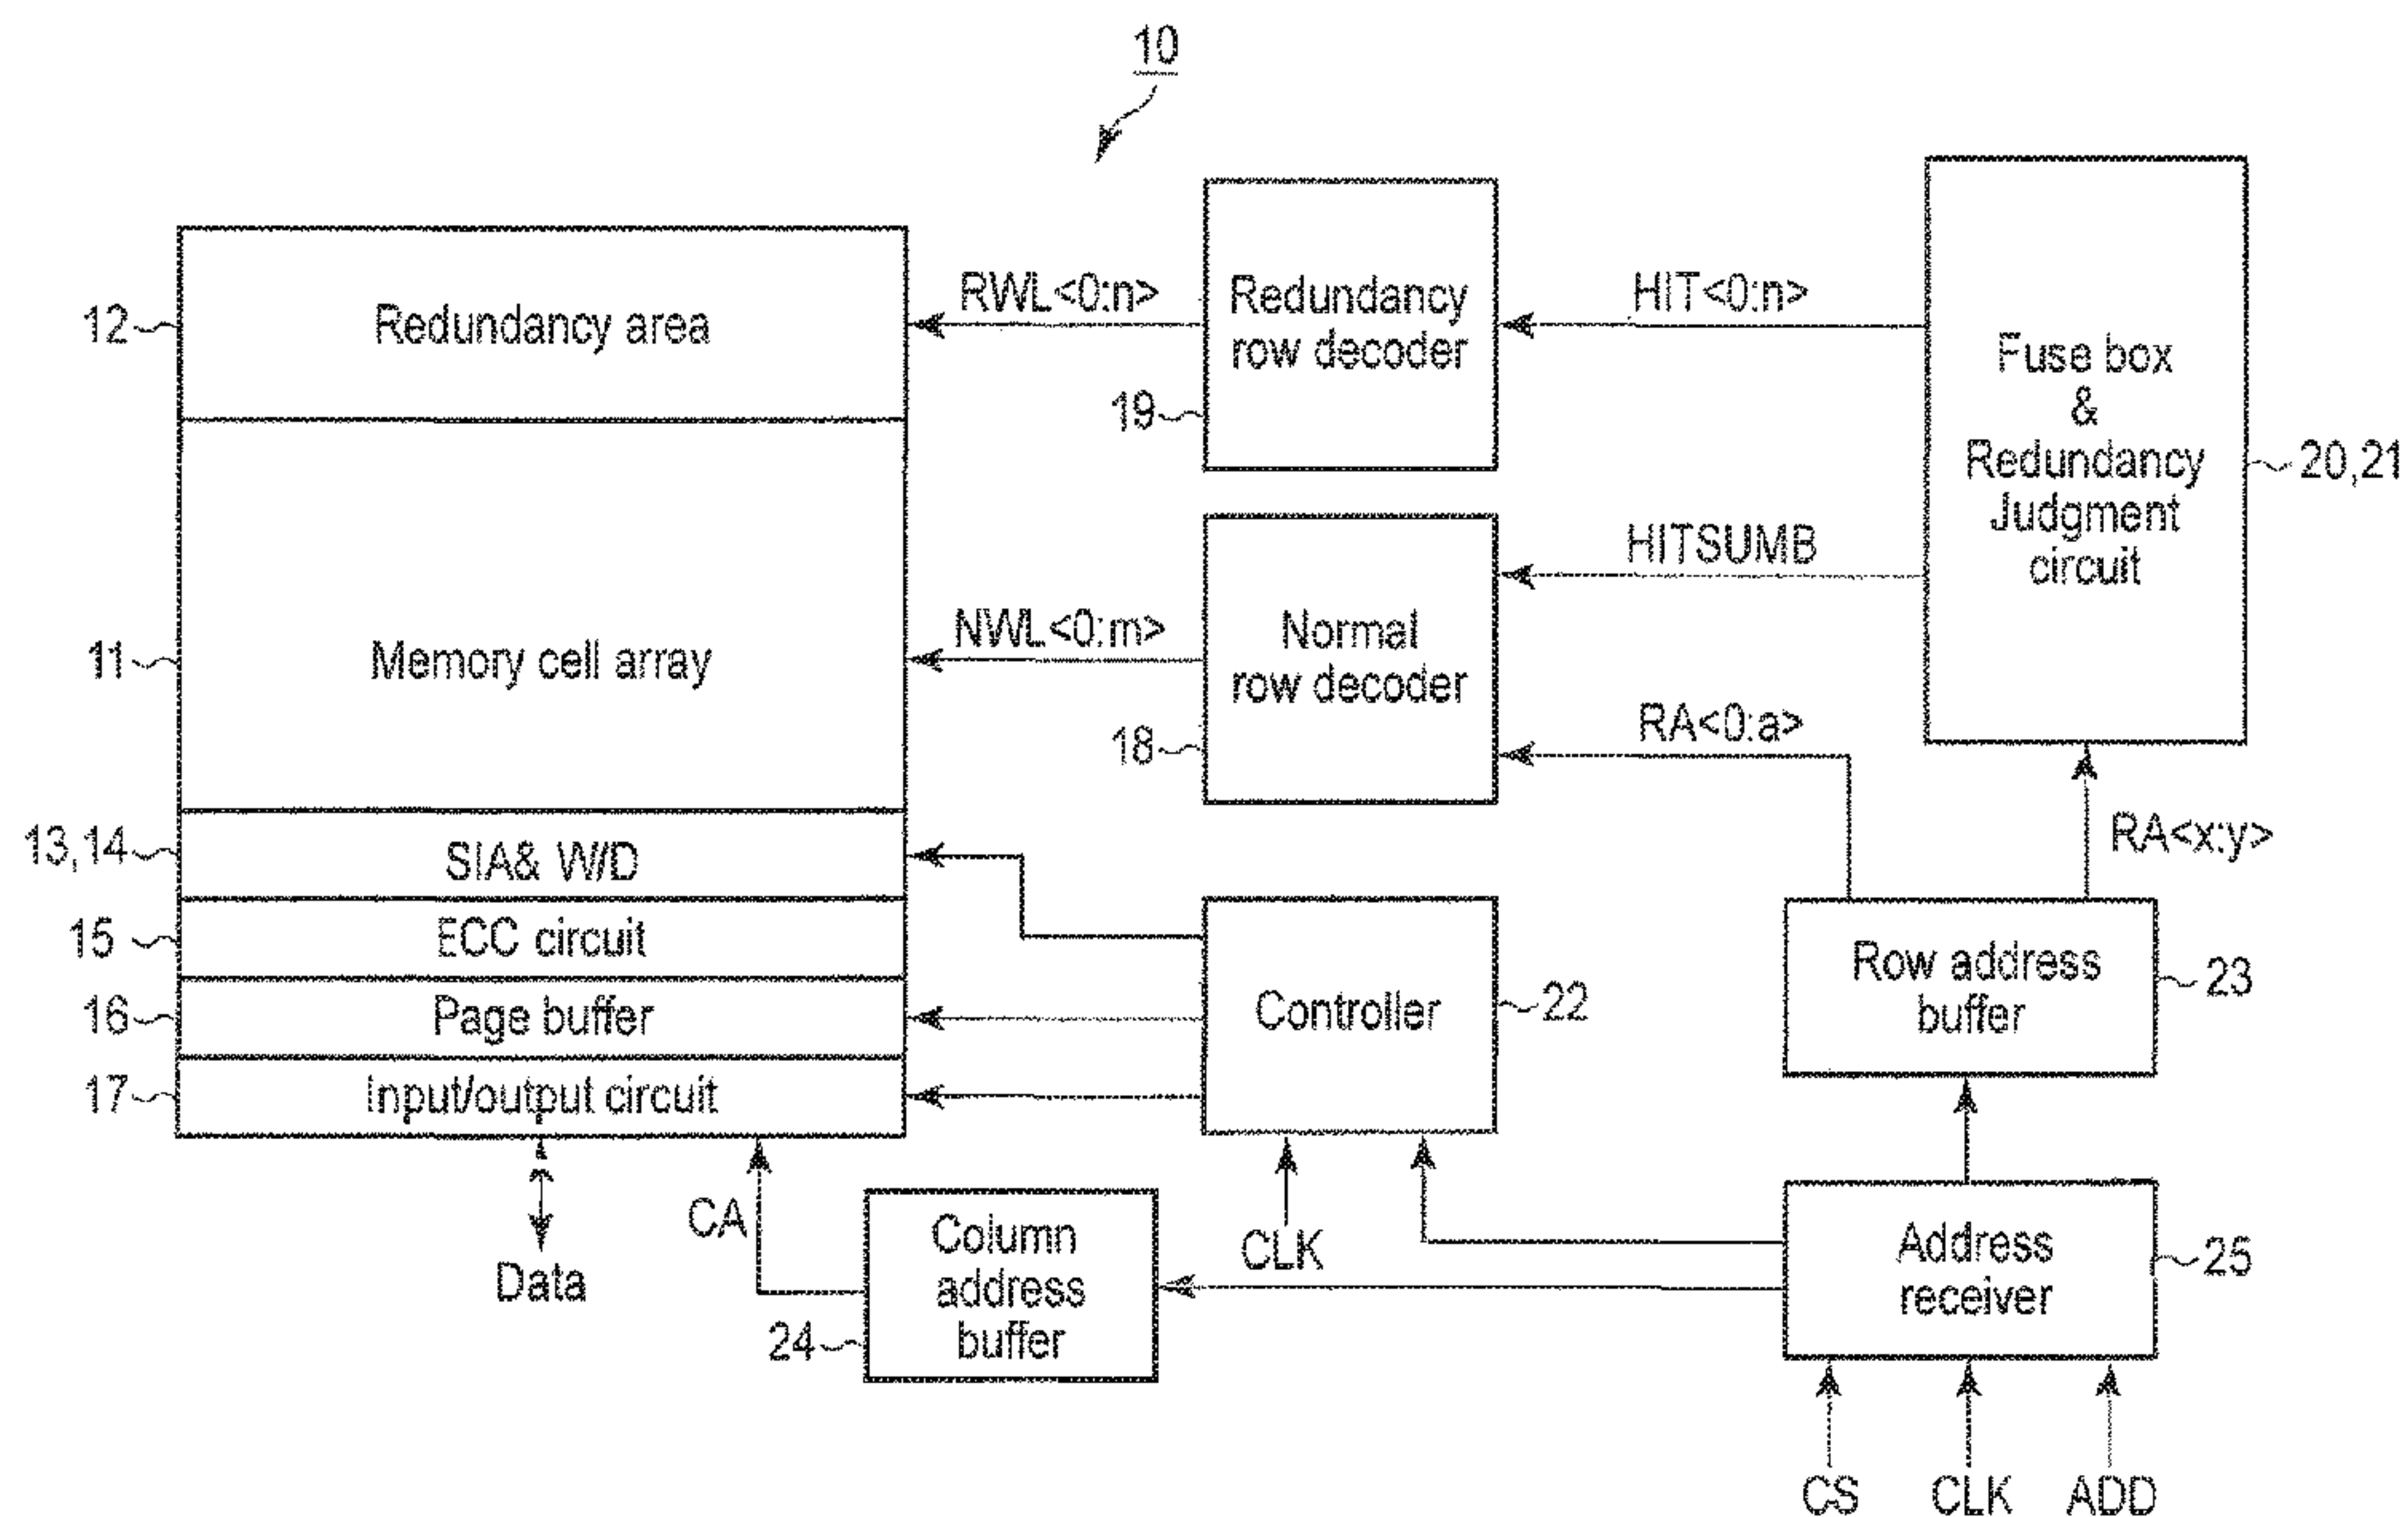 10
12
Redundancy area
RWL<0:n>
Redundancy
row decoder
19
HIT<0:n>
Fuse box
&
Redundancy
Judgment
circuit
20,21
11
Memory cell array
NWL<0:m>
Normal
row decoder
18
HITSUMB
RA<0:a>
RA<x:y>
13,14
SIA& W/D
15
ECC circuit
16
Page buffer
17
Input/output circuit
Controller
22
Row address
buffer
23
Data
CA
Column
address
buffer
24
CLK
Address
receiver
25
CS
CLK
ADD